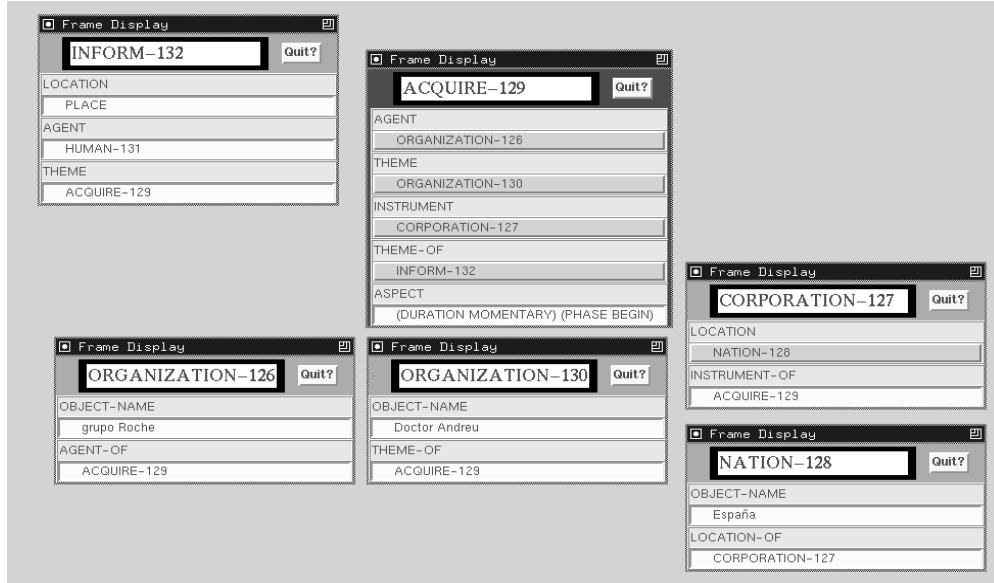 Frame Display
INFORM-132 Quit?
LOCATION
PLACE
AGENT
HUMAN-131
THEME
ACQUIRE-129
Frame Display
ACQUIRE-129 Quit?
AGENT
ORGANIZATION-126
THEME
ORGANIZATION-130
INSTRUMENT
CORPORATION-127
THEME-OF
INFORM-132
ASPECT
(DURATION MOMENTARY) (PHASE BEGIN)
Frame Display
CORPORATION-127 Quit?
LOCATION
NATION-128
INSTRUMENT-OF
ACQUIRE-129
Frame Display
ORGANIZATION-126 Quit?
OBJECT-NAME
grupo Roche
AGENT-OF
ACQUIRE-129
Frame Display
ORGANIZATION-130 Quit?
OBJECT-NAME
Doctor Andreu
THEME-OF
ACQUIRE-129
Frame Display
NATION-128 Quit?
OBJECT-NAME
España
LOCATION-OF
CORPORATION-127